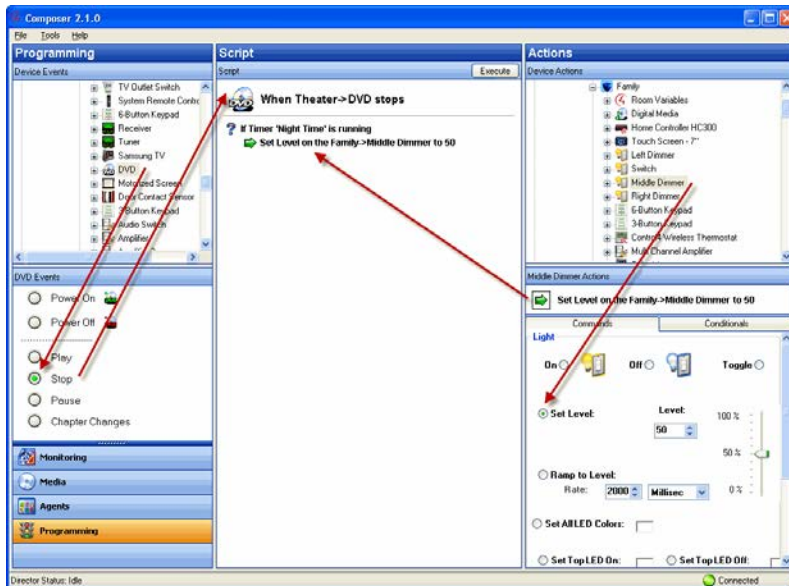 Composer 2.1.0
File Tools Help
Programming
Device Events
TV Outlet Switch
System Remote Contro
6-Button Keypad
Receiver
Tuner
Samsung TV
DVD
Motorized Screen
Door Contact Sensor
3-Button Keypad
Audio Switch
Amplifier
DVD Events
Power On
Power Off
Play
Stop
Pause
Chapter Changes
Monitoring
Media
Agents
Programming
Director Status: Idle
Script
Script
Execute
When Theater->DVD stops
If Timer 'Night Time' is running
Set Level on the Family->Middle Dimmer to 50
Actions
Device Actions
Family
Room Variables
Digital Media
Home Controller HC300
Touch Screen - 7"
Left Dimmer
Switch
Middle Dimmer
Right Dimmer
6-Button Keypad
3-Button Keypad
Control4 Wireless Thermostat
Multi Channel Amplifier
Middle Dimmer Actions
Set Level on the Family->Middle Dimmer to 50
Commands Conditionals
Light
On Off Toggle
Set Level: Level: 100 %
50
50 %
Ramp to Level:
Rate: 2000 Millisec 0 %
Set All LED Colors:
Set Top LED On: Set Top LED Off:
Connected